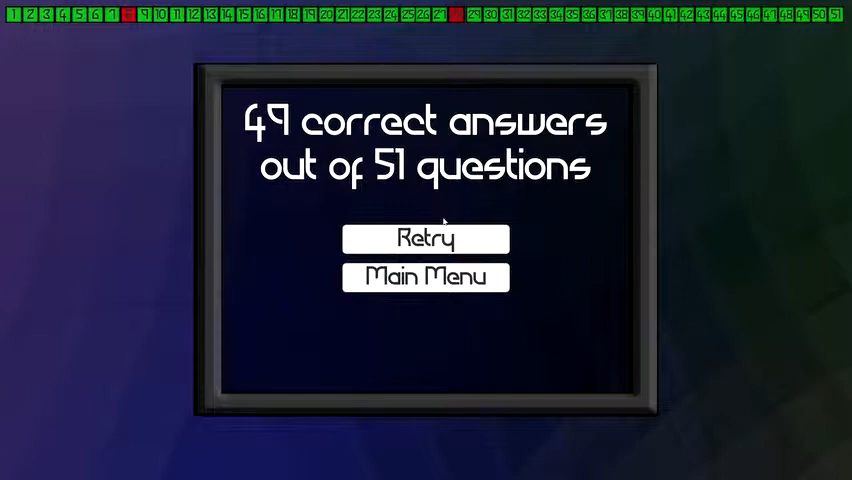 1 2 3 4 5 6 7 8 9 10 11 12 13 14 15 16 17 18 19 20 21 22 23 24 25 26 27 28 29 30 31 32 33 34 35 36 37 38 39 40 41 42 43 44 45 46 47 48 49 50 51
49 correct answers
out of 51 questions
Retry
Main Menu